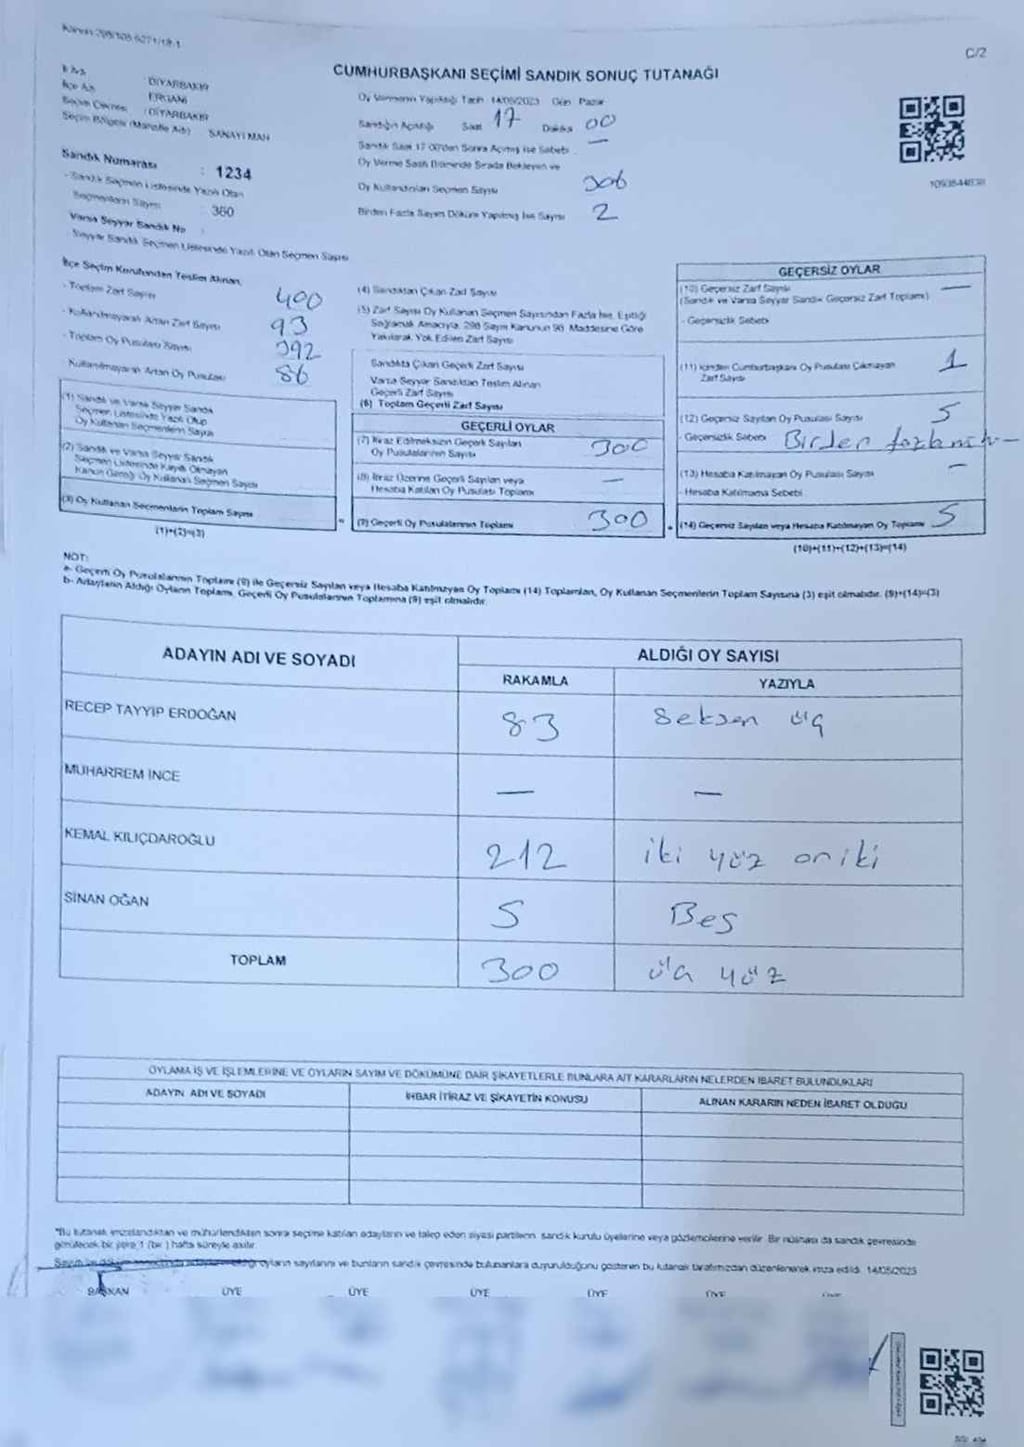 C/2
CUMHURBAŞKANI SEÇİMİ SANDIK SONUÇ TUTANAĞI
İl Adı : DİYARBAKIR
İlçe Adı : ERGANİ
Seçim Çevresi : DİYARBAKIR
Seçim Bölgesi (Mahalle Adı) SANAYİ MAH
Sandık Numarası : 1234
- Sandık Seçmen Listesinde Yazılı Olan
Seçmenlerin Sayısı : 360
Varsa Seyyar Sandık No :
- Seyyar Sandık Seçmen Listesinde Yazılı Olan Seçmen Sayısı
Oy Vermenin Yapıldığı Tarih 14/05/2023 Gün Pazar
Sandığın Açıldığı Saat 17 Dakika 00
Sandık Saat 17.00'den Sonra Açılmış ise Sebebi —
Oy Verme Saati Bitiminde Sırada Bekleyen ve
Oy Kullandırılan Seçmen Sayısı 306
Birden Fazla Sayım Döküm Yapılmış İse Sayısı 2
İlçe Seçim Kurulundan Teslim Alınan,
- Toplam Zarf Sayısı 400
- Kullanılmayarak Artan Zarf Sayısı 93
- Toplam Oy Pusulası Sayısı 392
- Kullanılmayarak Artan Oy Pusulası 86
(1) Sandık ve Varsa Seyyar Sandık
Seçmen Listesinde Yazılı Olup
Oy Kullanan Seçmenlerin Sayısı
(2) Sandık ve Varsa Seyyar Sandık
Seçmen Listesinde Kayıtlı Olmayan
Kanun Gereği Oy Kullanan Seçmen Sayısı
(3) Oy Kullanan Seçmenlerin Toplam Sayısı
(1)+(2)=(3)
(4) Sandıktan Çıkan Zarf Sayısı
(5) Zarf Sayısı Oy Kullanan Seçmen Sayısından Fazla İse, Eşitliği
Sağlamak Amacıyla, 298 Sayılı Kanunun 98. Maddesine Göre
Yakılarak Yok Edilen Zarf Sayısı
Sandıkta Çıkan Geçerli Zarf Sayısı
Varsa Seyyar Sandıktan Teslim Alınan
Geçerli Zarf Sayısı
(6) Toplam Geçerli Zarf Sayısı
GEÇERLİ OYLAR
(7) İtiraz Edilmeksizin Geçerli Sayılan
Oy Pusulalarının Sayısı 300
(8) İtiraz Üzerine Geçerli Sayılan veya
Hesaba Katılan Oy Pusulası Toplamı —
(9) Geçerli Oy Pusulalarının Toplamı 300
GEÇERSİZ OYLAR
(10) Geçersiz Zarf Sayısı —
(Sandık ve Varsa Seyyar Sandık Geçersiz Zarf Toplamı)
- Geçersizlik Sebebi
(11) İçinden Cumhurbaşkanı Oy Pusulası Çıkmayan
Zarf Sayısı 1
(12) Geçersiz Sayılan Oy Pusulası Sayısı 5
- Geçersizlik Sebebi Birden fazla
(13) Hesaba Katılmayan Oy Pusulası Sayısı —
- Hesaba Katılmama Sebebi
(14) Geçersiz Sayılan veya Hesaba Katılmayan Oy Toplamı 5
(10)+(11)+(12)+(13)=(14)
NOT:
a- Geçerli Oy Pusulalarının Toplamı (9) ile Geçersiz Sayılan veya Hesaba Katılmayan Oy Toplamı (14) Toplamları, Oy Kullanan Seçmenlerin Toplam Sayısına (3) eşit olmalıdır. (9)+(14)=(3)
b- Adayların Aldığı Oyların Toplamı, Geçerli Oy Pusulalarının Toplamına (9) eşit olmalıdır.
ADAYIN ADI VE SOYADI
ALDIĞI OY SAYISI
RAKAMLA YAZIYLA
RECEP TAYYİP ERDOĞAN 83 Seksen üç
MUHARREM İNCE — —
KEMAL KILIÇDAROĞLU 212 iki yüz oniki
SİNAN OĞAN 5 Beş
TOPLAM 300 üç yüz
OYLAMA İŞ VE İŞLEMLERİNE VE OYLARIN SAYIM VE DÖKÜMÜNE DAİR ŞİKAYETLERLE BUNLARA AİT KARARLARIN NELERDEN İBARET BULUNDUKLARI
ADAYIN ADI VE SOYADI İHBAR İTİRAZ VE ŞİKAYETİN KONUSU ALINAN KARARIN NEDEN İBARET OLDUĞU
*Bu tutanak imzalandıktan ve mühürlendikten sonra seçime katılan adayların ve talep eden siyasi partilerin sandık kurulu üyelerine veya gözlemcilerine verilir. Bir nüshası da sandık çevresinde
görülecek bir yere 1 (bir) hafta süreyle asılır.
oyların sayılarını ve bunların sandık çevresinde bulunanlara duyurulduğunu gösteren bu tutanak tarafımızdan düzenlenerek imza edildi. 14/05/2023
BAŞKAN ÜYE ÜYE ÜYE ÜYE ÜYE